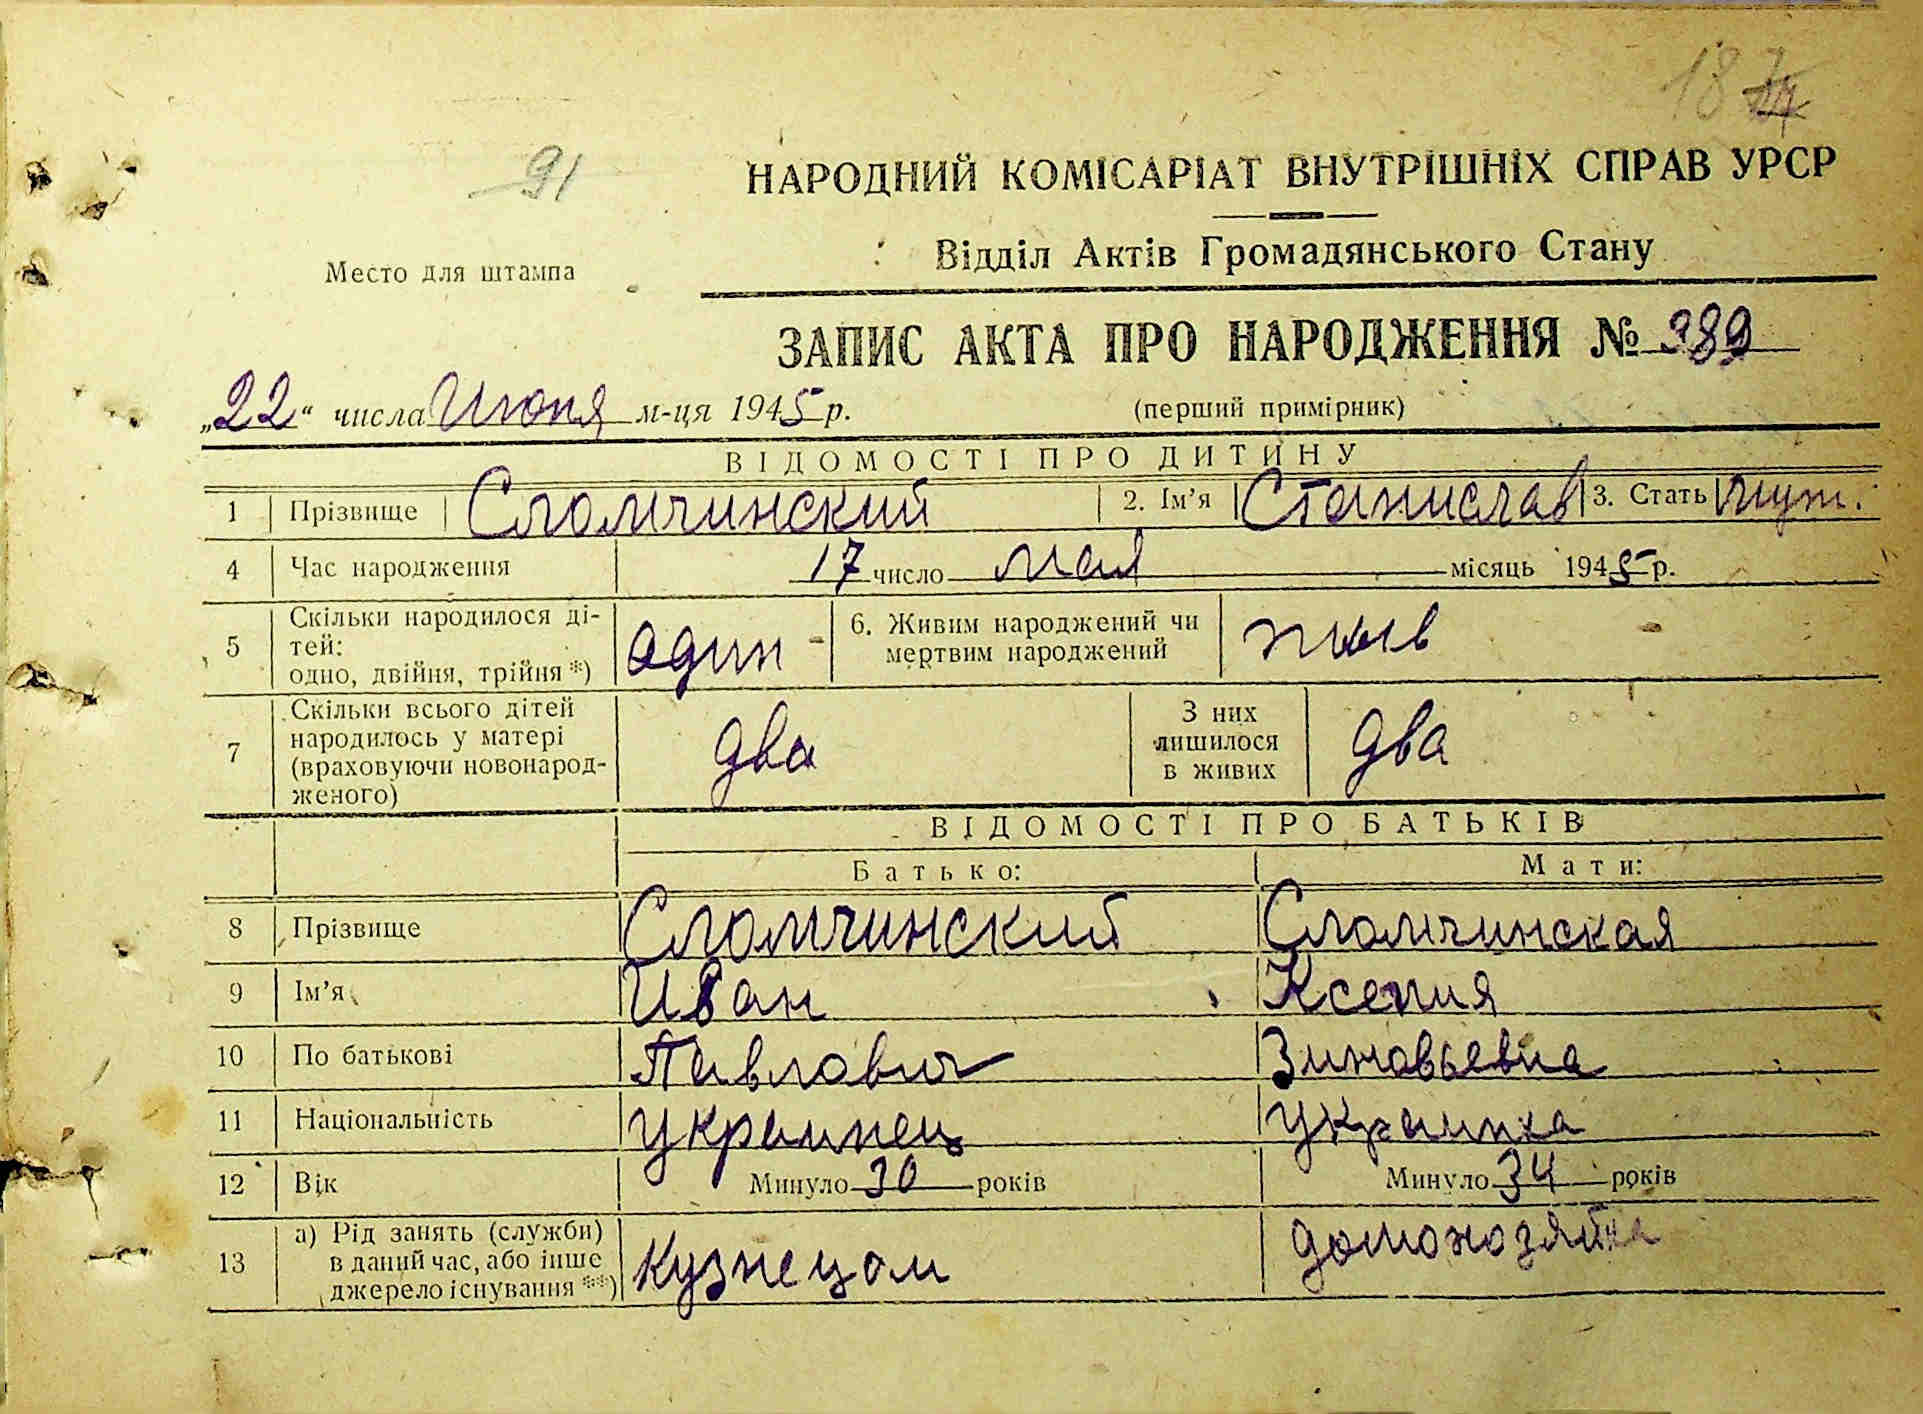 91
НАРОДНИЙ КОМІСАРІАТ ВНУТРІШНІХ СПРАВ УРСР
Відділ Актів Громадянського Стану
Место для штампа
ЗАПИС АКТА ПРО НАРОДЖЕННЯ № 389
„22“ числа Июня м-ця 1945 р.
(перший примірник)
ВІДОМОСТІ ПРО ДИТИНУ
1 Прізвище Сломчинский 2. Ім'я Станислав 3. Стать муж.
4 Час народження 17 число мая місяць 1945 р.
5 Скільки народилося ді-
тей:
одно, двійня, трійня *) один
6. Живим народжений чи
мертвим народжений жив
7 Скільки всього дітей
народилось у матері
(враховуючи новонарод-
женого) два
З них
лишилося
в живих два
ВІДОМОСТІ ПРО БАТЬКІВ
Батько: Мати:
8 Прізвище Сломчинский Сломчинская
9 Ім'я Иван Ксения
10 По батькові Павлович Зиновьевна
11 Національність украинец украинка
12 Вік Минуло 30 років Минуло 34 років
13 а) Рід занять (служби)
в даний час, або інше
джерело існування **) кузнецом домохозяйка